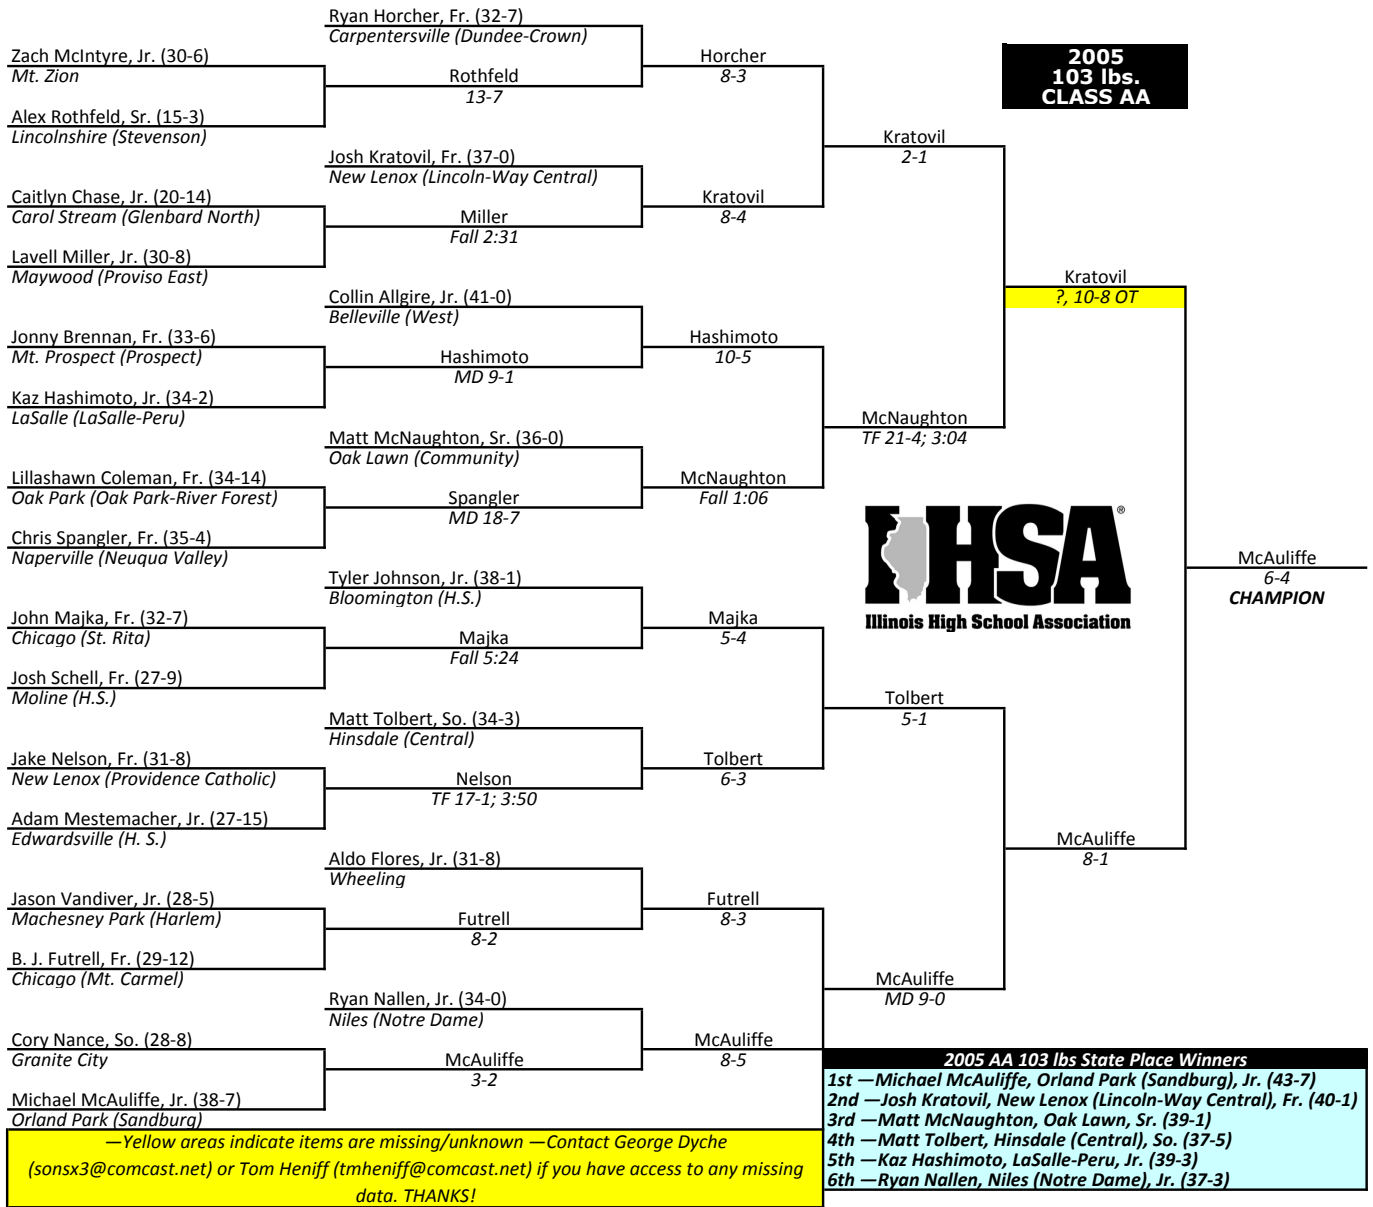 Ryan Horcher, Fr. (32-7)
Carpentersville (Dundee-Crown)
Zach McIntyre, Jr. (30-6)
Mt. Zion
Horcher
8-3
2005
103 lbs.
CLASS AA
Rothfeld
13-7
Alex Rothfeld, Sr. (15-3)
Lincolnshire (Stevenson)
Kratovil
2-1
Josh Kratovil, Fr. (37-0)
New Lenox (Lincoln-Way Central)
Caitlyn Chase, Jr. (20-14)
Carol Stream (Glenbard North)
Kratovil
8-4
Miller
Fall 2:31
Lavell Miller, Jr. (30-8)
Maywood (Proviso East)
Kratovil
?, 10-8 OT
Collin Allgire, Jr. (41-0)
Belleville (West)
Jonny Brennan, Fr. (33-6)
Mt. Prospect (Prospect)
Hashimoto
10-5
Hashimoto
MD 9-1
Kaz Hashimoto, Jr. (34-2)
LaSalle (LaSalle-Peru)
McNaughton
TF 21-4; 3:04
Matt McNaughton, Sr. (36-0)
Oak Lawn (Community)
Lillashawn Coleman, Fr. (34-14)
Oak Park (Oak Park-River Forest)
McNaughton
Fall 1:06
Spangler
MD 18-7
Chris Spangler, Fr. (35-4)
Naperville (Neuqua Valley)
IHSA®
Illinois High School Association
McAuliffe
6-4
CHAMPION
Tyler Johnson, Jr. (38-1)
Bloomington (H.S.)
John Majka, Fr. (32-7)
Chicago (St. Rita)
Majka
5-4
Majka
Fall 5:24
Josh Schell, Fr. (27-9)
Moline (H.S.)
Tolbert
5-1
Matt Tolbert, So. (34-3)
Hinsdale (Central)
Jake Nelson, Fr. (31-8)
New Lenox (Providence Catholic)
Tolbert
6-3
Nelson
TF 17-1; 3:50
Adam Mestemacher, Jr. (27-15)
Edwardsville (H. S.)
McAuliffe
8-1
Aldo Flores, Jr. (31-8)
Wheeling
Jason Vandiver, Jr. (28-5)
Machesney Park (Harlem)
Futrell
8-3
Futrell
8-2
B. J. Futrell, Fr. (29-12)
Chicago (Mt. Carmel)
McAuliffe
MD 9-0
Ryan Nallen, Jr. (34-0)
Niles (Notre Dame)
Cory Nance, So. (28-8)
Granite City
McAuliffe
8-5
McAuliffe
3-2
Michael McAuliffe, Jr. (38-7)
Orland Park (Sandburg)
2005 AA 103 lbs State Place Winners
1st —Michael McAuliffe, Orland Park (Sandburg), Jr. (43-7)
2nd —Josh Kratovil, New Lenox (Lincoln-Way Central), Fr. (40-1)
3rd —Matt McNaughton, Oak Lawn, Sr. (39-1)
4th —Matt Tolbert, Hinsdale (Central), So. (37-5)
5th —Kaz Hashimoto, LaSalle-Peru, Jr. (39-3)
6th —Ryan Nallen, Niles (Notre Dame), Jr. (37-3)
—Yellow areas indicate items are missing/unknown —Contact George Dyche
(sonsx3@comcast.net) or Tom Heniff (tmheniff@comcast.net) if you have access to any missing
data. THANKS!